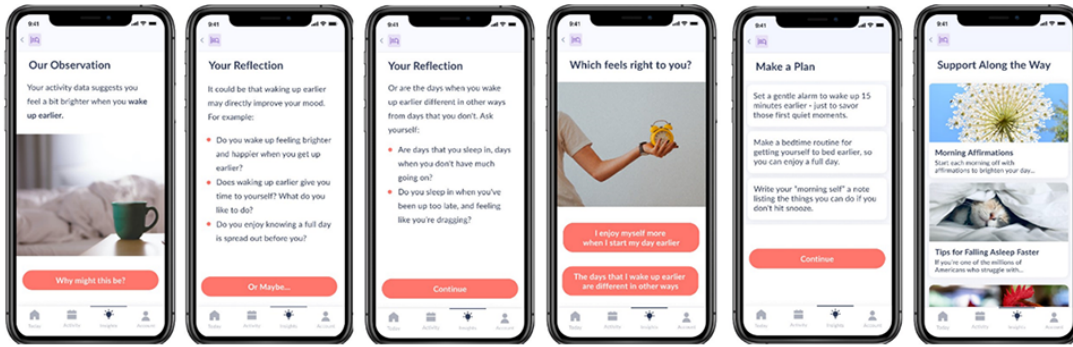 9:41
Our Observation
Your activity data suggests you
feel a bit brighter when you wake
up earlier.
Why might this be?
Today Activity Insights Account
9:41
Your Reflection
It could be that waking up earlier
may directly improve your mood.
For example:
Do you wake up feeling brighter
and happier when you get up
earlier?
Does waking up earlier give you
time to yourself? What do you
like to do?
Do you enjoy knowing a full day
is spread out before you?
Or Maybe...
Today Activity Insights Account
9:41
Your Reflection
Or are the days when you wake
up earlier different in other ways
from days that you don't. Ask
yourself:
Are days that you sleep in, days
when you don't have much
going on?
Do you sleep in when you've
been up too late, and feeling
like you're dragging?
Continue
Today Activity Insights Account
9:41
Which feels right to you?
I enjoy myself more
when I start my day earlier
The days that I wake up earlier
are different in other ways
Today Activity Insights Account
9:41
Make a Plan
Set a gentle alarm to wake up 15
minutes earlier - just to savor
those first quiet moments.
Make a bedtime routine for
getting yourself to bed earlier, so
you can enjoy a full day.
Write your "morning self" a note
listing the things you can do if you
don't hit snooze.
Continue
Today Activity Insights Account
9:41
Support Along the Way
Morning Affirmations
Start each morning off with
affirmations to brighten your day...
Tips for Falling Asleep Faster
If you're one of the millions of
Americans who struggle with...
Today Activity Insights Account